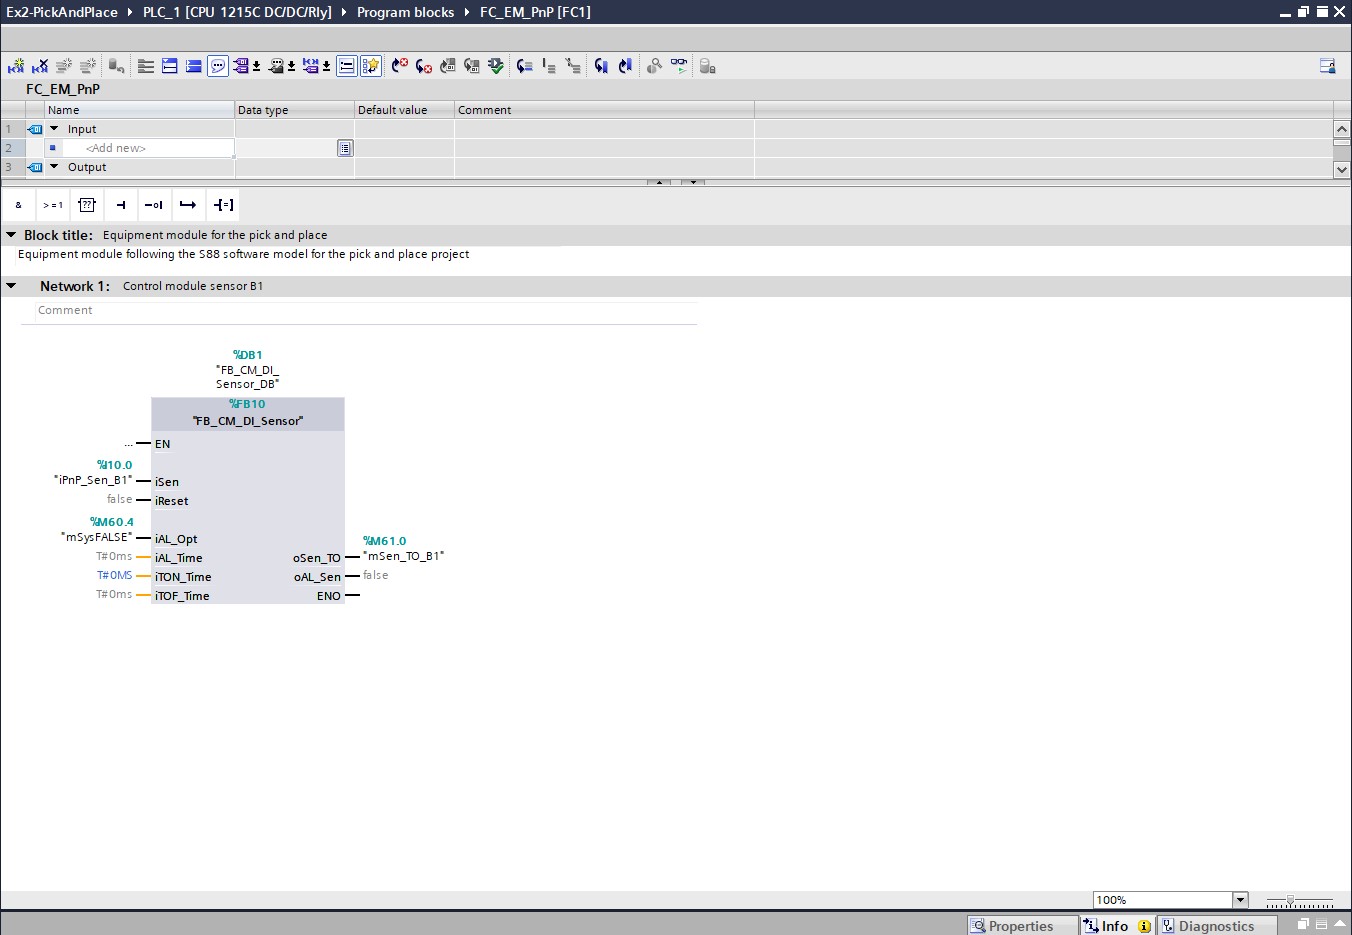 Ex2-PickAndPlace ▸ PLC_1 [CPU 1215C DC/DC/Rly] ▸ Program blocks ▸ FC_EM_PnP [FC1]
FC_EM_PnP
Name Data type Default value Comment
1 Input
2 <Add new>
3 Output
& >=1 ??
Block title: Equipment module for the pick and place
Equipment module following the S88 software model for the pick and place project
Network 1: Control module sensor B1
Comment
%DB1
"FB_CM_DI_
Sensor_DB"
%FB10
"FB_CM_DI_Sensor"
... EN
%I10.0
"iPnP_Sen_B1" iSen
false iReset
%M60.4
"mSysFALSE" iAL_Opt
%M61.0
T#0ms iAL_Time oSen_TO "mSen_TO_B1"
T#0MS iTON_Time oAL_Sen false
T#0ms iTOF_Time ENO
100%
Properties Info Diagnostics